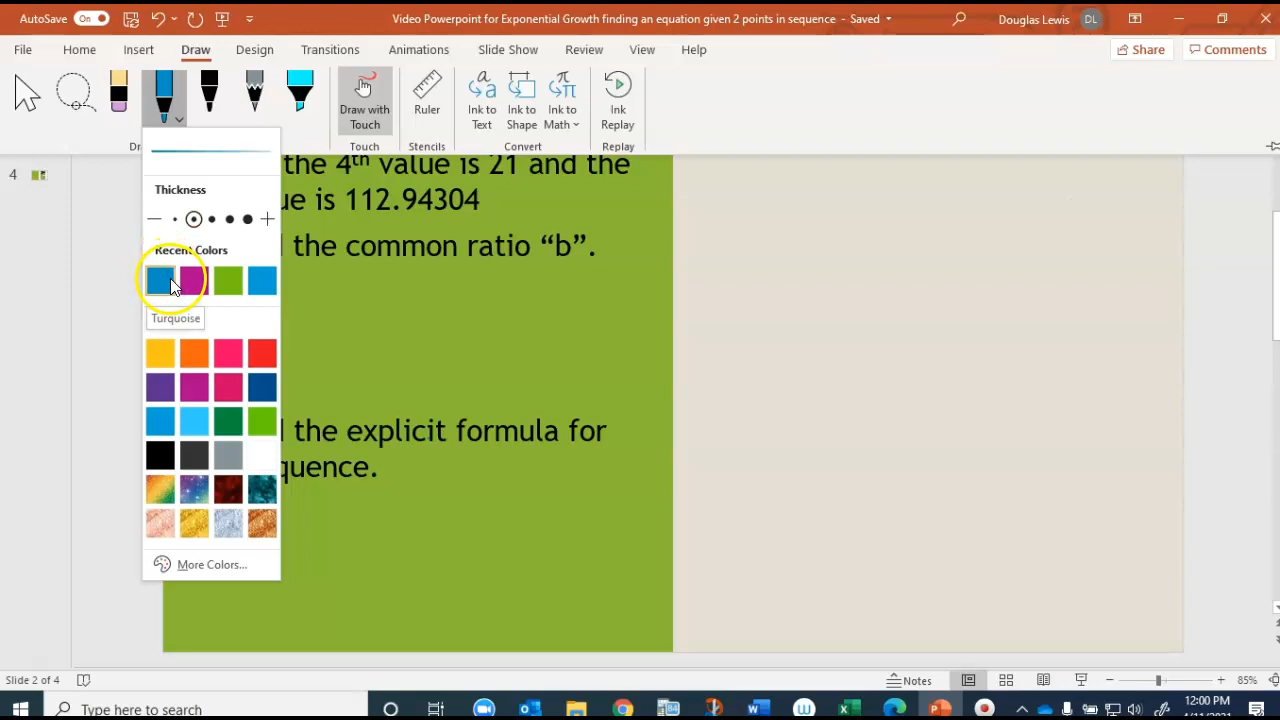 AutoSave On Video Powerpoint for Exponential Growth finding an equation given 2 points in sequence - Saved Douglas Lewis DL
File Home Insert Draw Design Transitions Animations Slide Show Review View Help Share Comments
Draw with Touch
Ruler
Ink to Text
Ink to Shape
Ink to Math
Ink Replay
Touch Stencils Convert Replay
the 4th value is 21 and the
is 112.94304
the common ratio “b”.
the explicit formula for
Thickness
Recent Colors
Turquoise
More Colors...
4
Slide 2 of 4 Notes 85%
Type here to search 12:00 PM